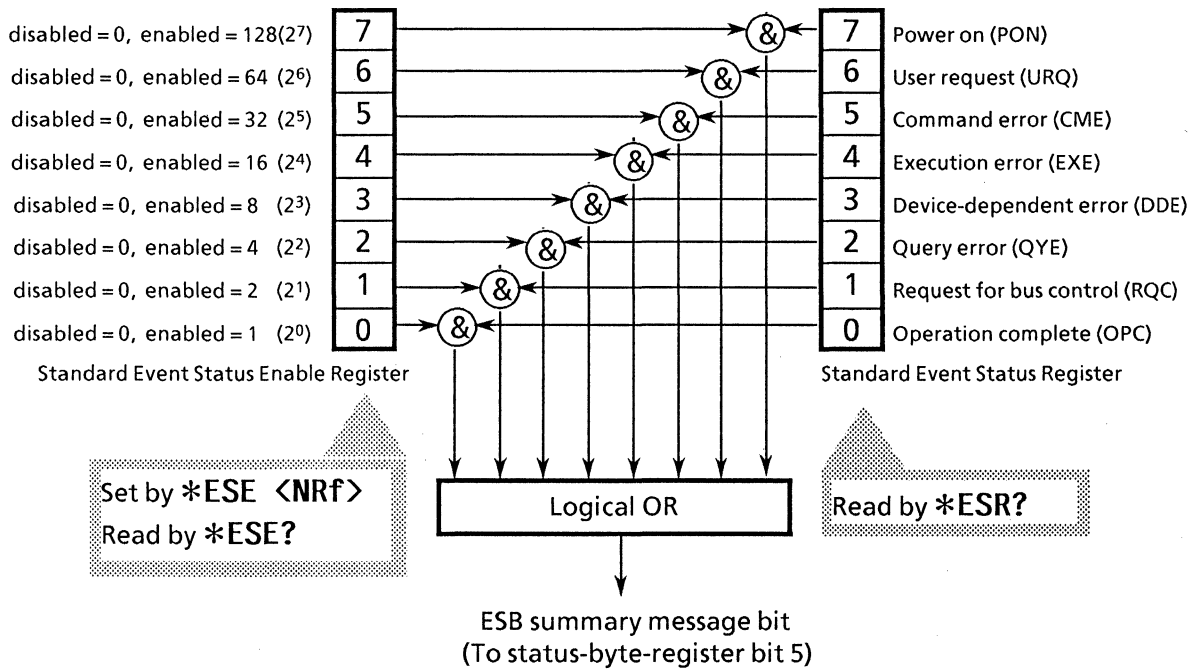 disabled = 0, enabled = 128(2⁷) 7 & 7 Power on (PON)
disabled = 0, enabled = 64 (2⁶) 6 & 6 User request (URQ)
disabled = 0, enabled = 32 (2⁵) 5 & 5 Command error (CME)
disabled = 0, enabled = 16 (2⁴) 4 & 4 Execution error (EXE)
disabled = 0, enabled = 8 (2³) 3 & 3 Device-dependent error (DDE)
disabled = 0, enabled = 4 (2²) 2 & 2 Query error (QYE)
disabled = 0, enabled = 2 (2¹) 1 & 1 Request for bus control (RQC)
disabled = 0, enabled = 1 (2⁰) 0 & 0 Operation complete (OPC)
Standard Event Status Enable Register
Standard Event Status Register
Set by *ESE <NRf>
Read by *ESE?
Logical OR
Read by *ESR?
ESB summary message bit
(To status-byte-register bit 5)